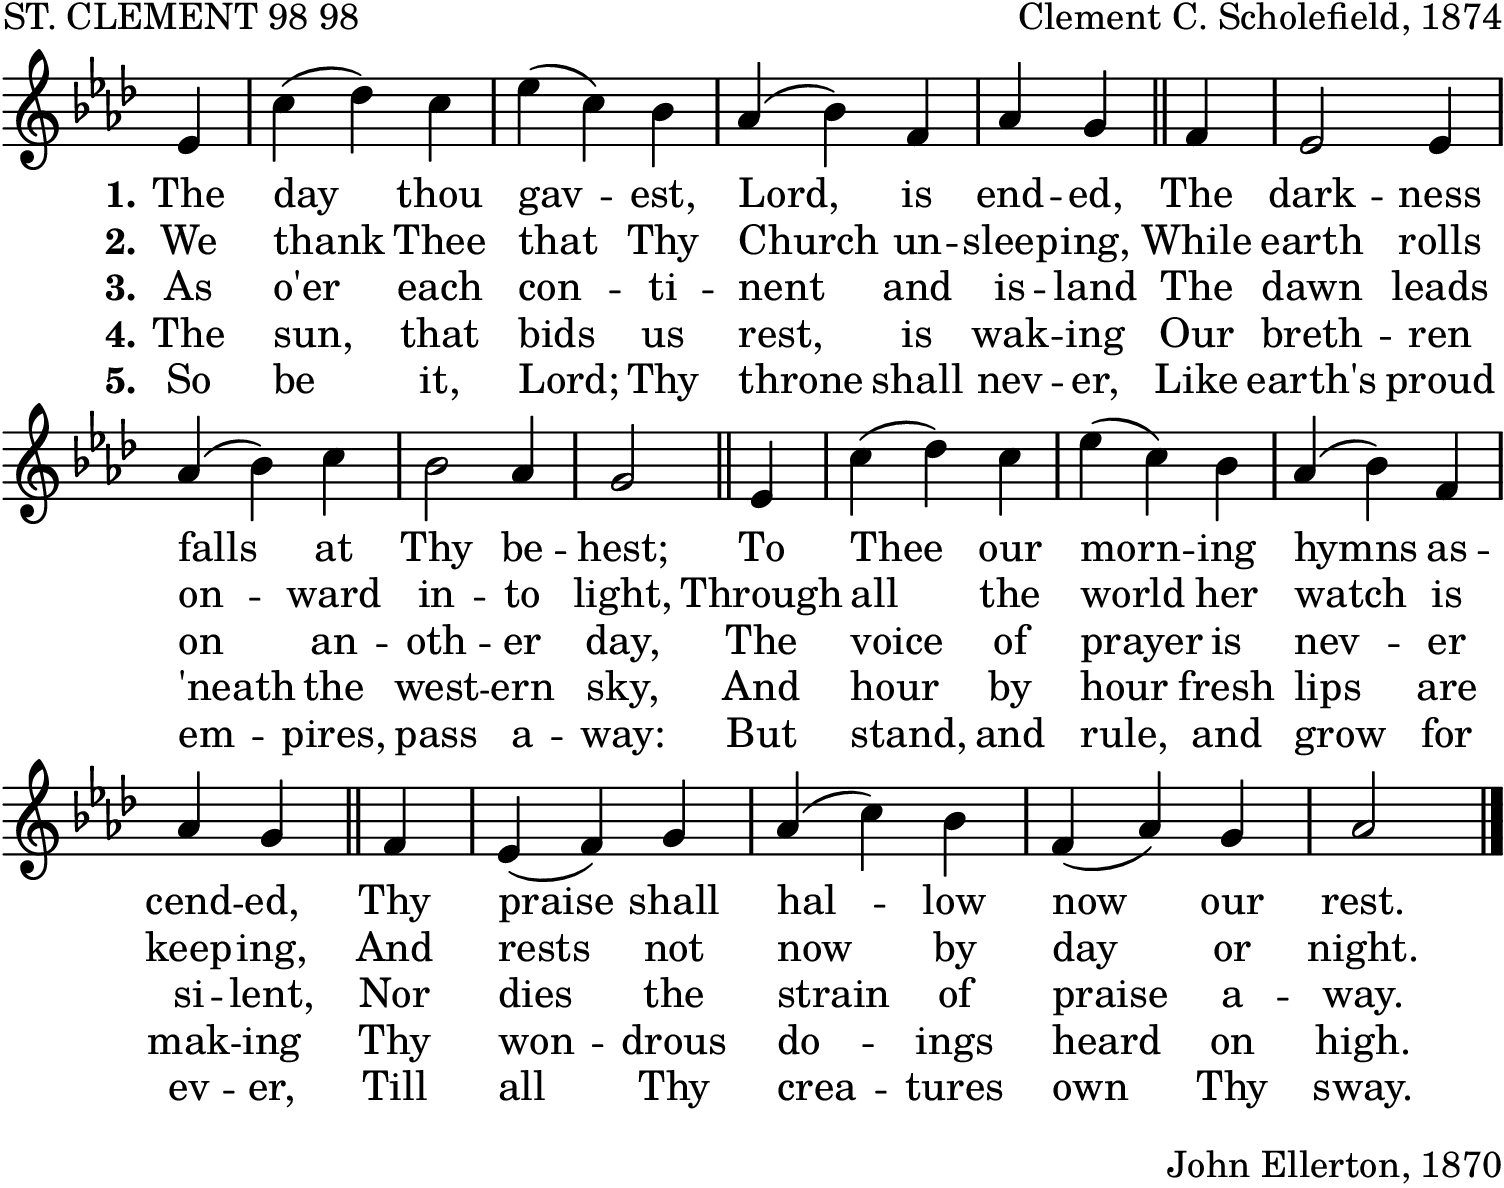 ST. CLEMENT 98 98 Clement C. Scholefield, 1874
1. The day thou gav -- est, Lord, is end -- ed, The dark -- ness
2. We thank Thee that Thy Church un -- sleep -- ing, While earth rolls
3. As o'er each con -- ti -- nent and is -- land The dawn leads
4. The sun, that bids us rest, is wak -- ing Our breth -- ren
5. So be it, Lord; Thy throne shall nev -- er, Like earth's proud
falls at Thy be -- hest; To Thee our morn -- ing hymns as --
on -- ward in -- to light, Through all the world her watch is
on an -- oth -- er day, The voice of prayer is nev -- er
'neath the west -- ern sky, And hour by hour fresh lips are
em -- pires, pass a -- way: But stand, and rule, and grow for
cend -- ed, Thy praise shall hal -- low now our rest.
keep -- ing, And rests not now by day or night.
si -- lent, Nor dies the strain of praise a -- way.
mak -- ing Thy won -- drous do -- ings heard on high.
ev -- er, Till all Thy crea -- tures own Thy sway.
John Ellerton, 1870